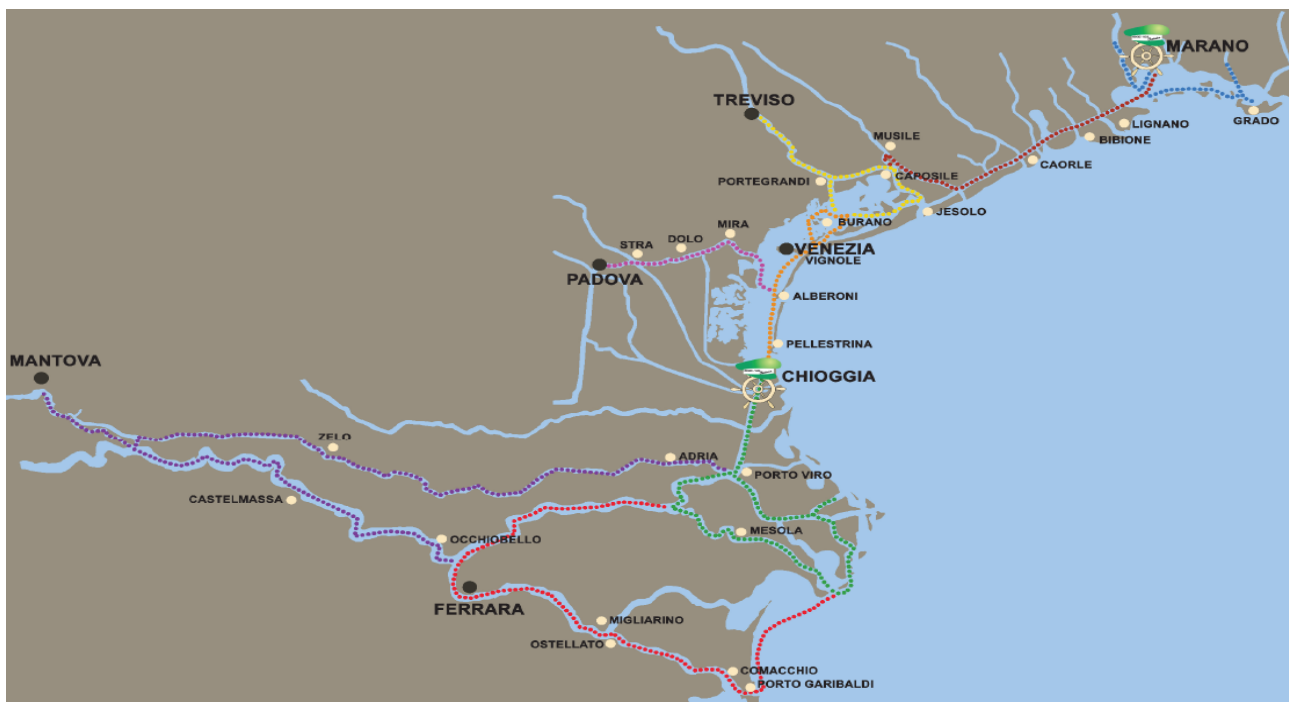 MARANO
TREVISO
GRADO
LIGNANO
MUSILE
BIBIONE
CAORLE
CAPOSILE
PORTEGRANDI
JESOLO
BURANO
MIRA
DOLO
STRA
VENEZIA
VIGNOLE
PADOVA
ALBERONI
PELLESTRINA
MANTOVA
CHIOGGIA
ZELO
ADRIA
PORTO VIRO
CASTELMASSA
MESOLA
OCCHIOBELLO
FERRARA
MIGLIARINO
OSTELLATO
COMACCHIO
PORTO GARIBALDI